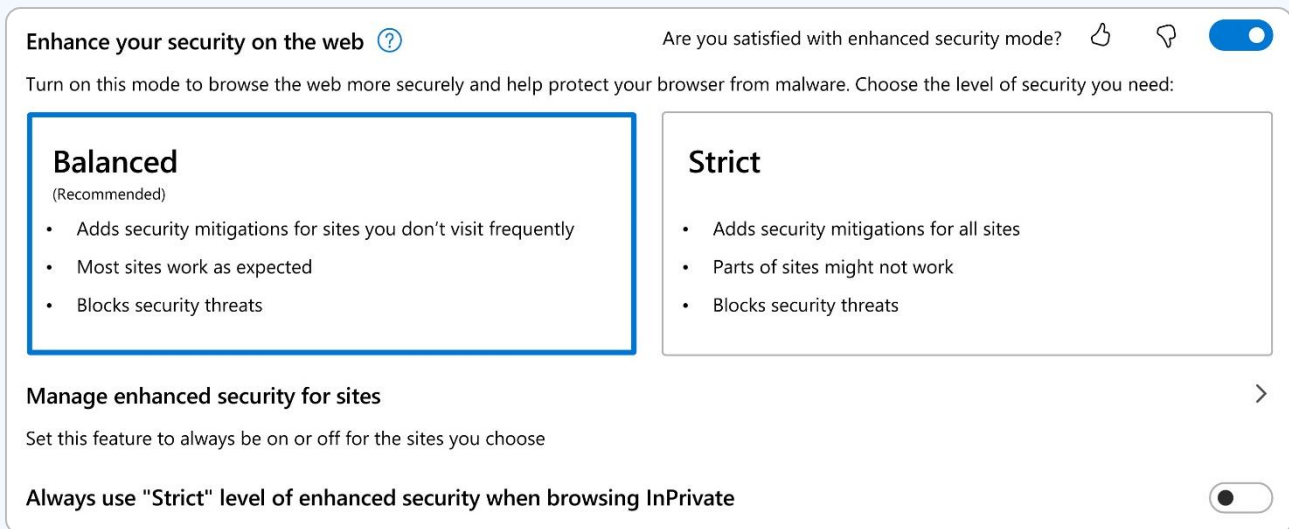 Enhance your security on the web
Are you satisfied with enhanced security mode?
Turn on this mode to browse the web more securely and help protect your browser from malware. Choose the level of security you need:
Balanced
(Recommended)
• Adds security mitigations for sites you don’t visit frequently
• Most sites work as expected
• Blocks security threats
Strict
• Adds security mitigations for all sites
• Parts of sites might not work
• Blocks security threats
Manage enhanced security for sites
Set this feature to always be on or off for the sites you choose
Always use "Strict" level of enhanced security when browsing InPrivate